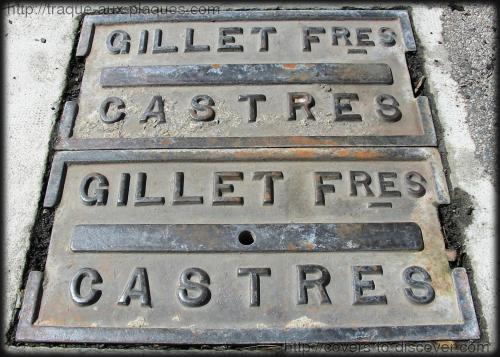 http://traque-aux-plaques.com
GILLET FRES
CASTRES
GILLET FRES
CASTRES
http://covers-to-discover.com